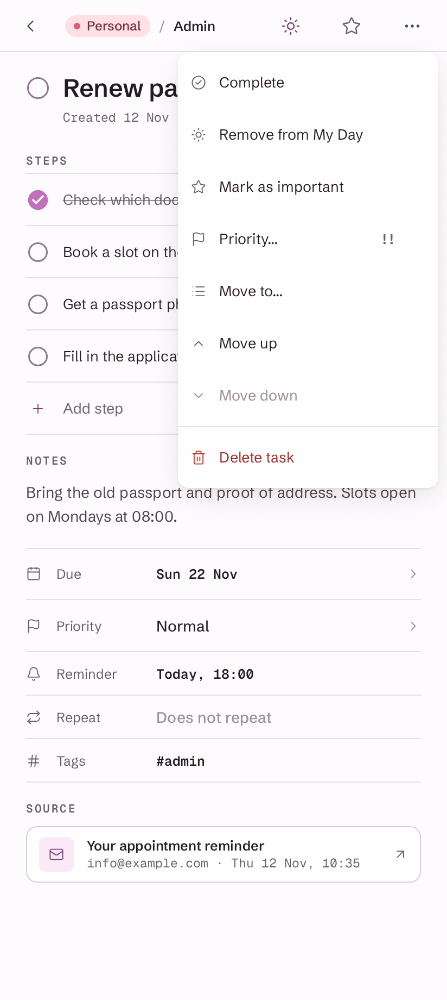 Personal / Admin
Renew pa
Created 12 Nov
Complete
Remove from My Day
Mark as important
Priority... !!
Move to...
Move up
Move down
Delete task
STEPS
Check which doc
Book a slot on th
Get a passport ph
Fill in the applica
Add step
NOTES
Bring the old passport and proof of address. Slots open
on Mondays at 08:00.
Due Sun 22 Nov
Priority Normal
Reminder Today, 18:00
Repeat Does not repeat
Tags #admin
SOURCE
Your appointment reminder
info@example.com · Thu 12 Nov, 10:35